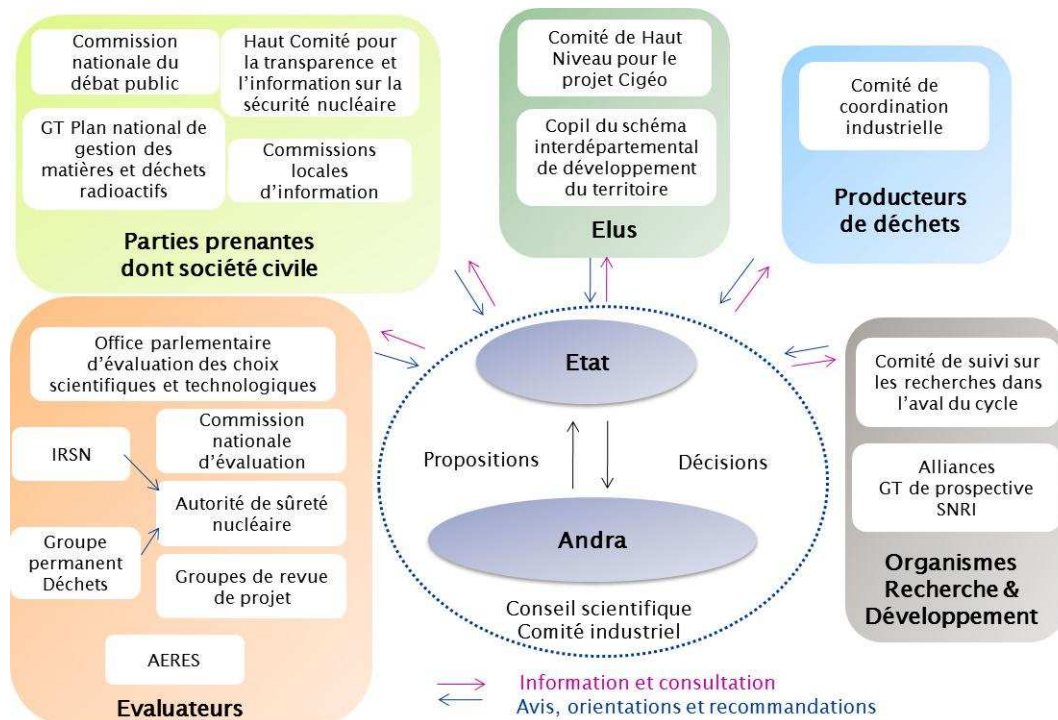 Commission
nationale du
débat public
Haut Comité pour
la transparence et
l'information sur la
sécurité nucléaire
GT Plan national de
gestion des
matières et déchets
radioactifs
Commissions
locales
d'information
Parties prenantes
dont société civile
Comité de Haut
Niveau pour le
projet Cigéo
Copil du schéma
interdépartemental
de développement
du territoire
Elus
Comité de
coordination
industrielle
Producteurs
de déchets
Office parlementaire
d'évaluation des choix
scientifiques et technologiques
Commission
nationale
d'évaluation
IRSN
Autorité de sûreté
nucléaire
Groupe
permanent
Déchets
Groupes de revue
de projet
AERES
Evaluateurs
Etat
Propositions
Décisions
Andra
Conseil scientifique
Comité industriel
Comité de suivi sur
les recherches dans
l'aval du cycle
Alliances
GT de prospective
SNRI
Organismes
Recherche &
Développement
Information et consultation
Avis, orientations et recommandations